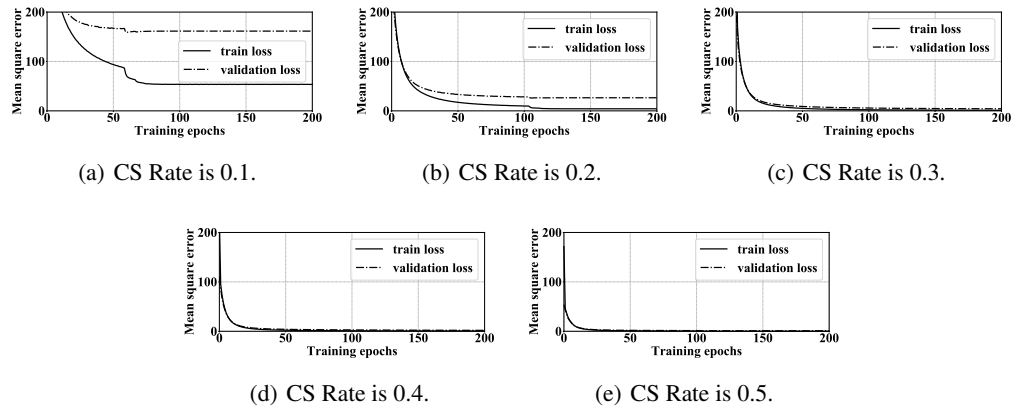 Mean square error
200
100
0
train loss
validation loss
0 50 100 150 200
Training epochs
(a) CS Rate is 0.1.
Mean square error
200
100
0
train loss
validation loss
0 50 100 150 200
Training epochs
(b) CS Rate is 0.2.
Mean square error
200
100
0
train loss
validation loss
0 50 100 150 200
Training epochs
(c) CS Rate is 0.3.
Mean square error
200
100
0
train loss
validation loss
0 50 100 150 200
Training epochs
(d) CS Rate is 0.4.
Mean square error
200
100
0
train loss
validation loss
0 50 100 150 200
Training epochs
(e) CS Rate is 0.5.